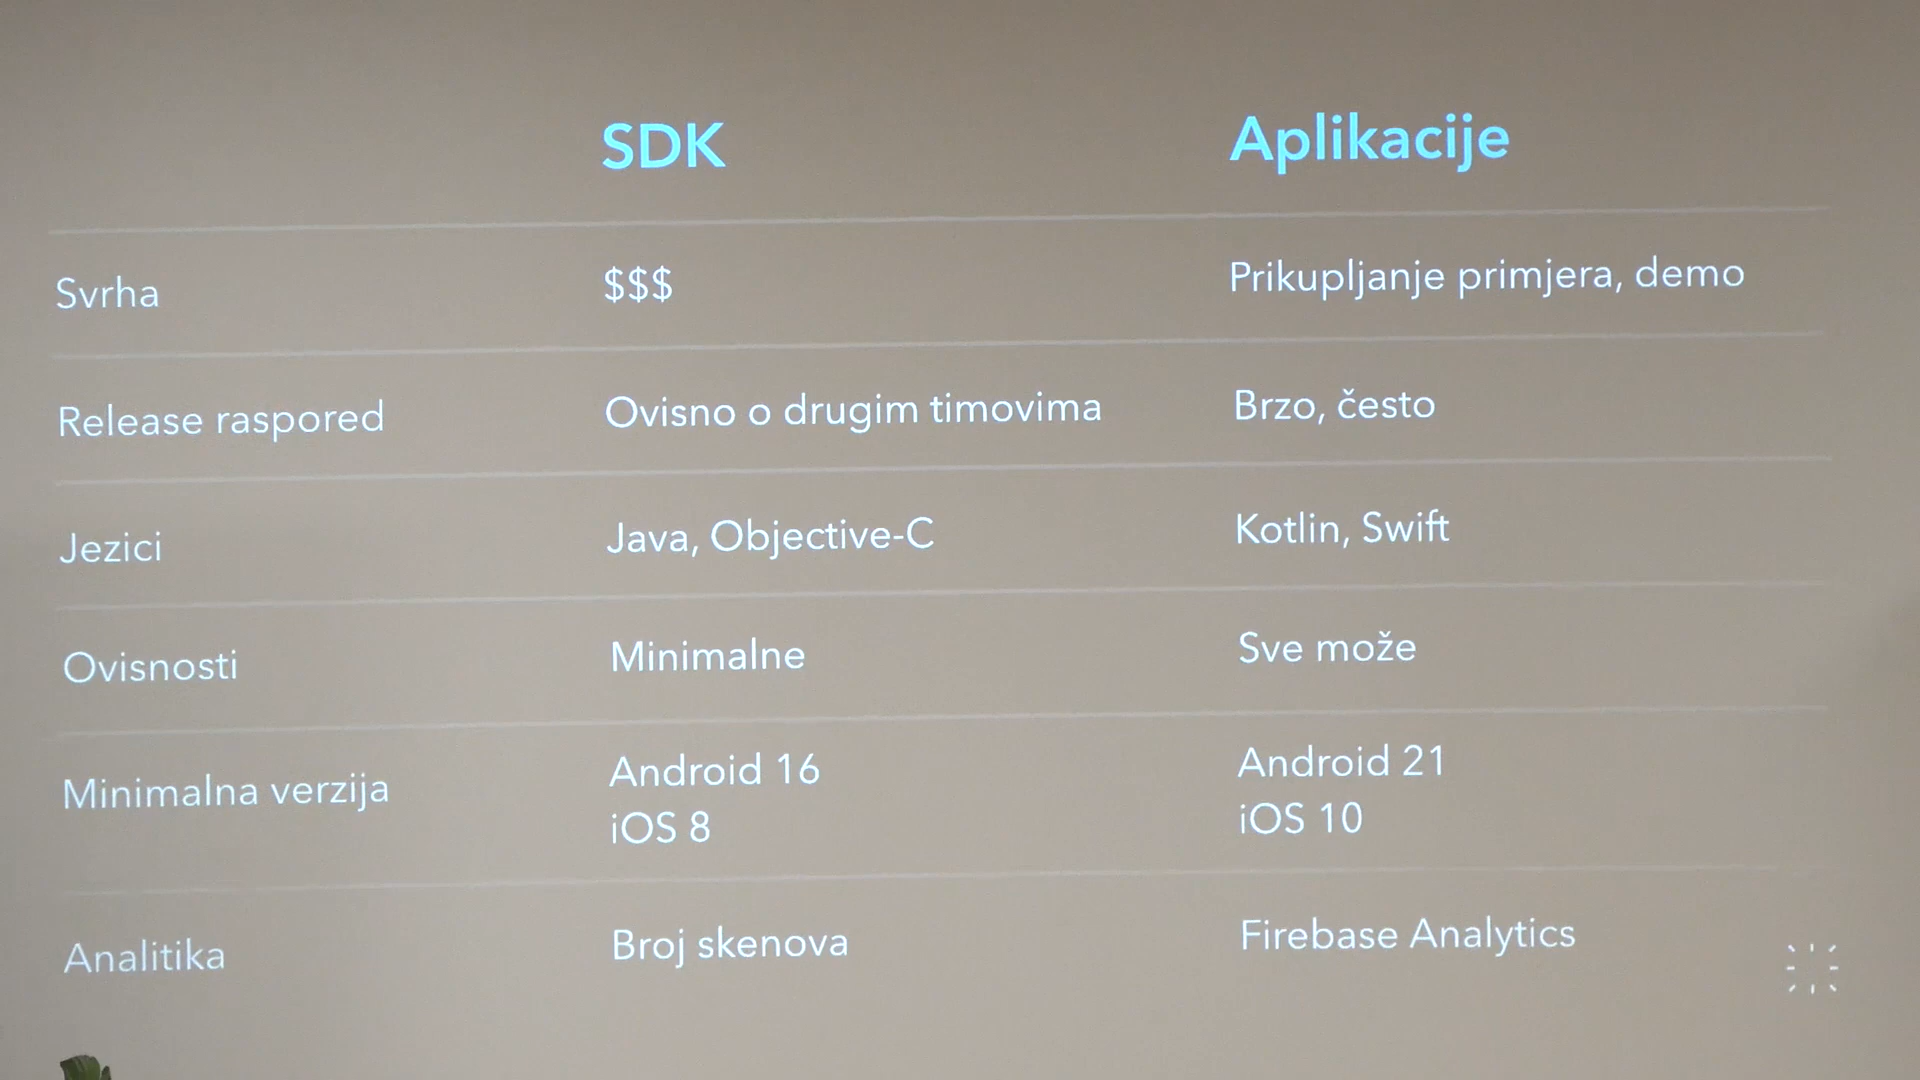 SDK Aplikacije
Svrha $$$ Prikupljanje primjera, demo
Release raspored Ovisno o drugim timovima Brzo, često
Jezici Java, Objective-C Kotlin, Swift
Ovisnosti Minimalne Sve može
Minimalna verzija Android 16 Android 21
iOS 8 iOS 10
Analitika Broj skenova Firebase Analytics